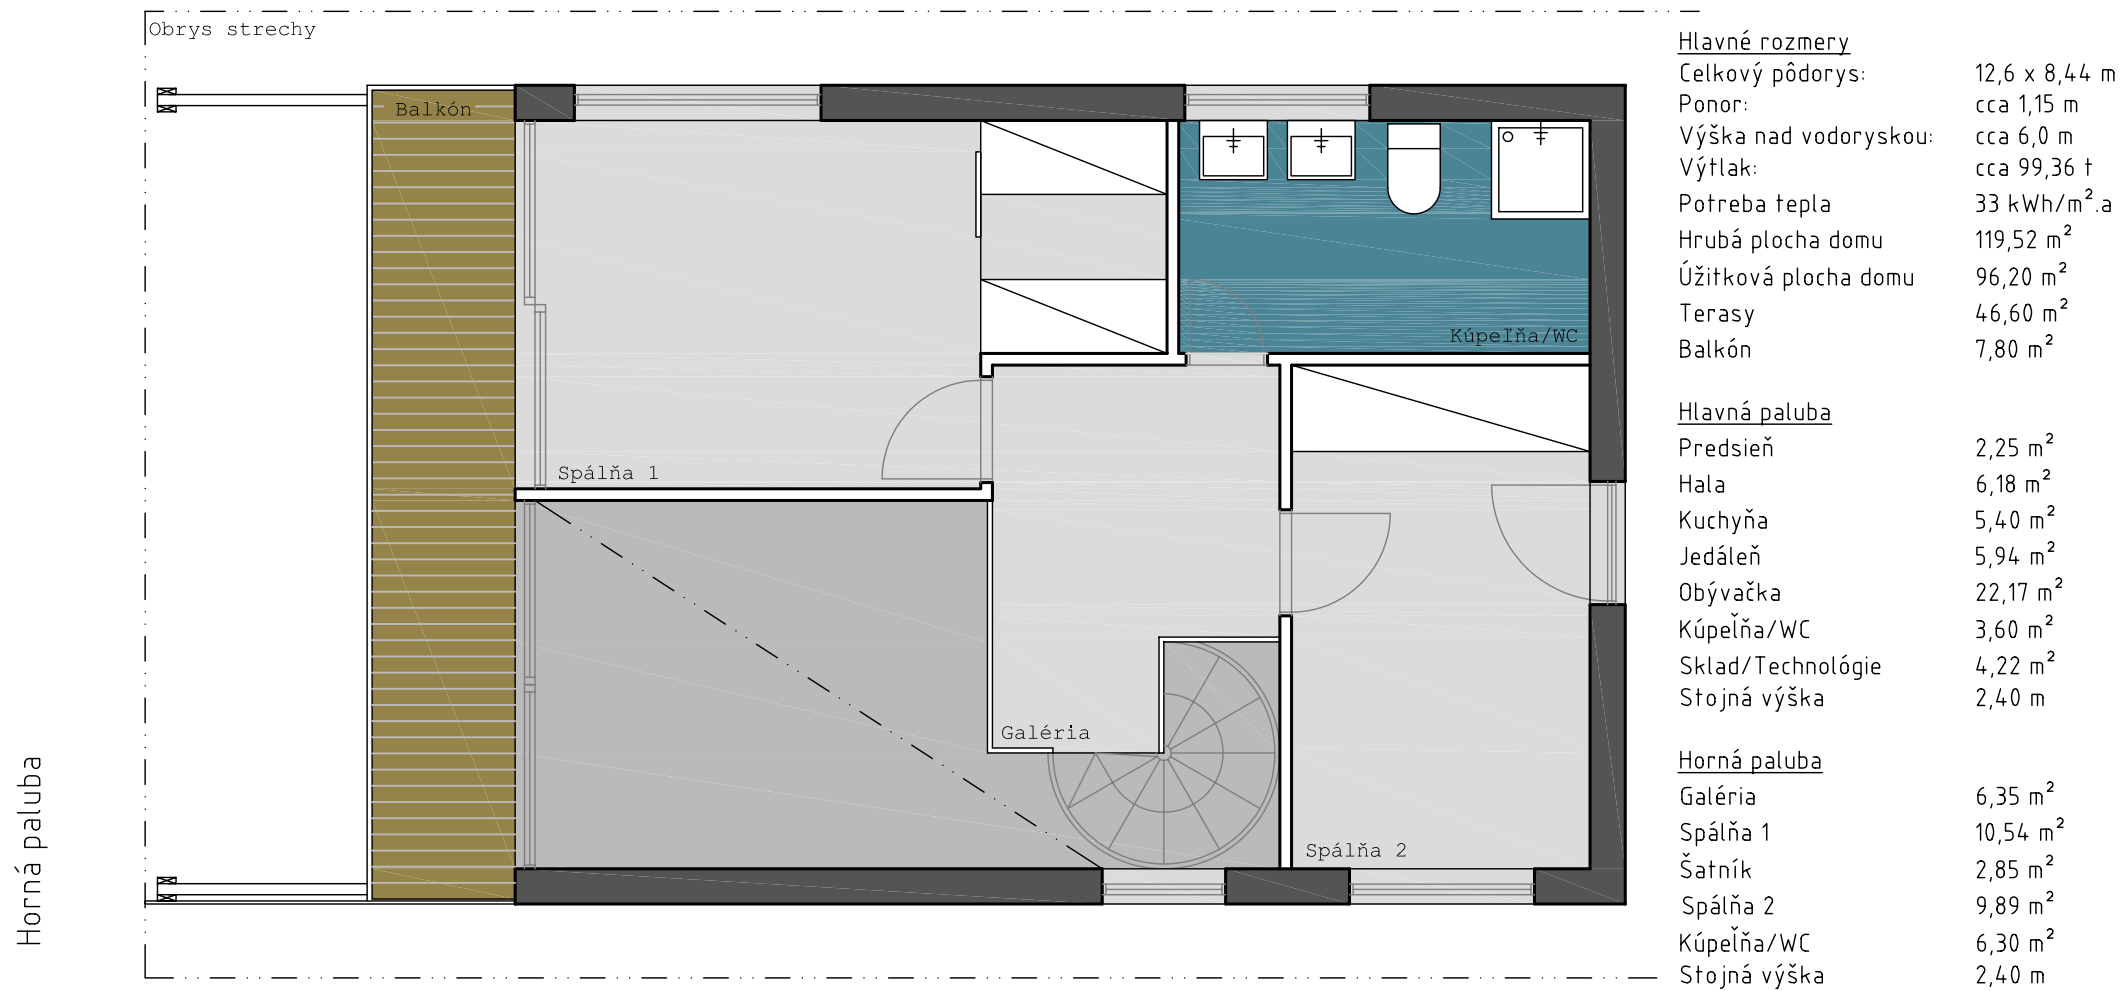 Obrys strechy
Balkón
Kúpeľňa/WC
Spálňa 1
Galéria
Spálňa 2
Horná paluba
Hlavné rozmery
Celkový pôdorys: 12,6 x 8,44 m
Ponor: cca 1,15 m
Výška nad vodoryskou: cca 6,0 m
Výtlak: cca 99,36 t
Potreba tepla 33 kWh/m².a
Hrubá plocha domu 119,52 m²
Úžitková plocha domu 96,20 m²
Terasy 46,60 m²
Balkón 7,80 m²
Hlavná paluba
Predsieň 2,25 m²
Hala 6,18 m²
Kuchyňa 5,40 m²
Jedáleň 5,94 m²
Obývačka 22,17 m²
Kúpeľňa/WC 3,60 m²
Sklad/Technológie 4,22 m²
Stojná výška 2,40 m
Horná paluba
Galéria 6,35 m²
Spálňa 1 10,54 m²
Šatník 2,85 m²
Spálňa 2 9,89 m²
Kúpeľňa/WC 6,30 m²
Stojná výška 2,40 m